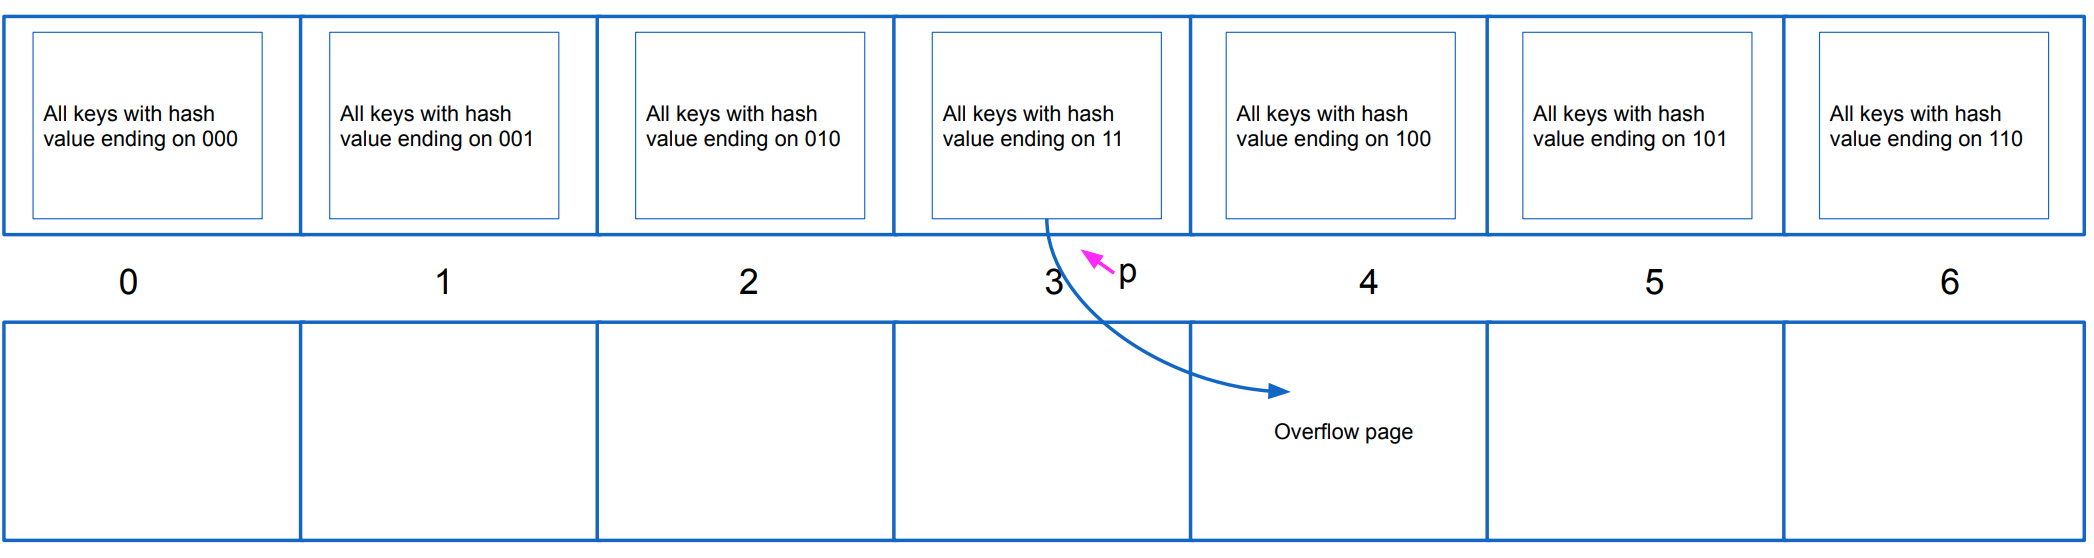 All keys with hash
value ending on 000
All keys with hash
value ending on 001
All keys with hash
value ending on 010
All keys with hash
value ending on 11
All keys with hash
value ending on 100
All keys with hash
value ending on 101
All keys with hash
value ending on 110
0
1
2
3
p
4
5
6
Overflow page